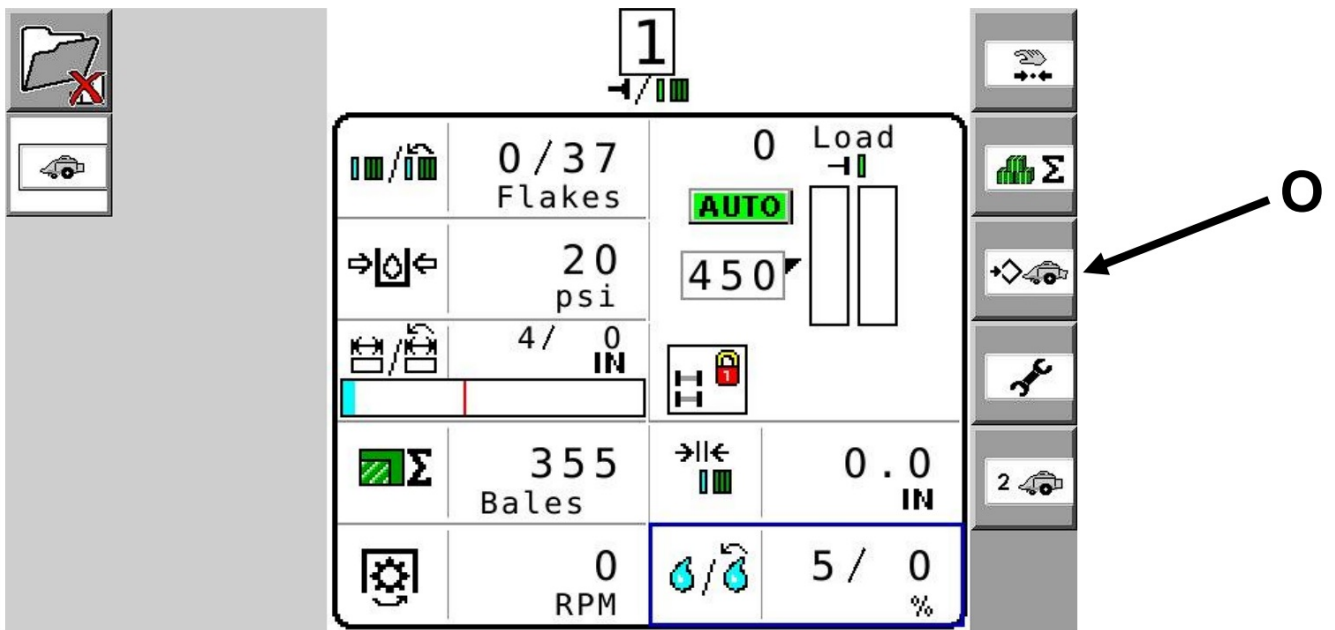 1
0/37
Flakes
20
psi
4/ 0
IN
355
Bales
0
RPM
0 Load
AUTO
450
1
0.0
IN
5/ 0
%
Σ
Σ
2
O